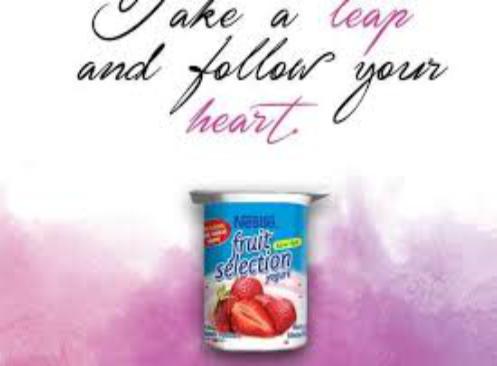 Take a leap
and follow your
heart.
Nestlé
fruit
selection
yogurt